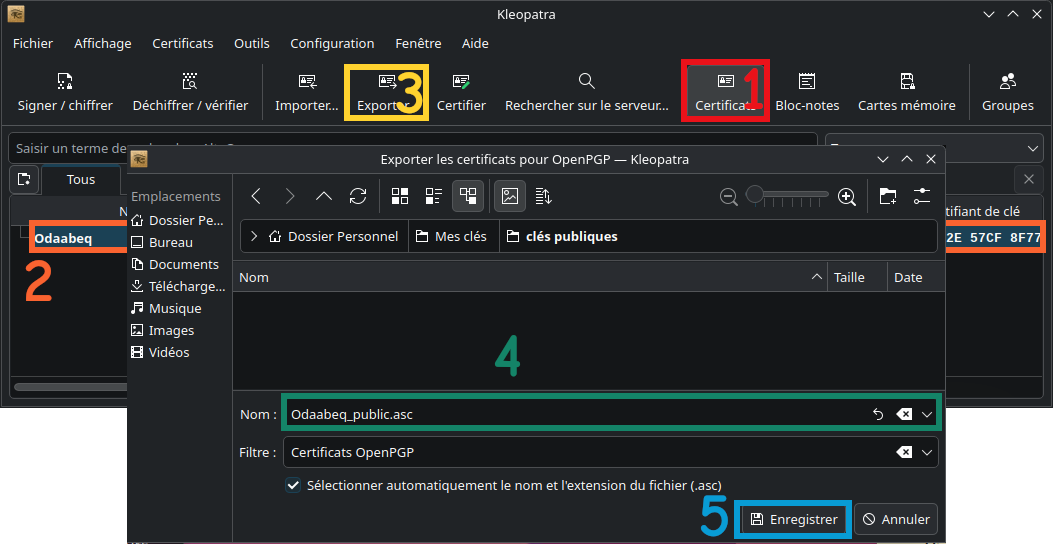 Kleopatra
Fichier Affichage Certificats Outils Configuration Fenêtre Aide
Signer / chiffrer Déchiffrer / vérifier Importer... Exporter Certifier Rechercher sur le serveur... Certificats Bloc-notes Cartes mémoire Groupes
3
1
Saisir un terme de
Exporter les certificats pour OpenPGP — Kleopatra
Tous
Emplacements
N
tifiant de clé
Dossier Pe...
Odaabeq
Dossier Personnel Mes clés clés publiques
2E 57CF 8F77
Bureau
2
Documents
Nom Taille Date
Télécharge...
Musique
Images
Vidéos
4
Nom : Odaabeq_public.asc
Filtre : Certificats OpenPGP
Sélectionner automatiquement le nom et l'extension du fichier (.asc)
5
Enregistrer Annuler